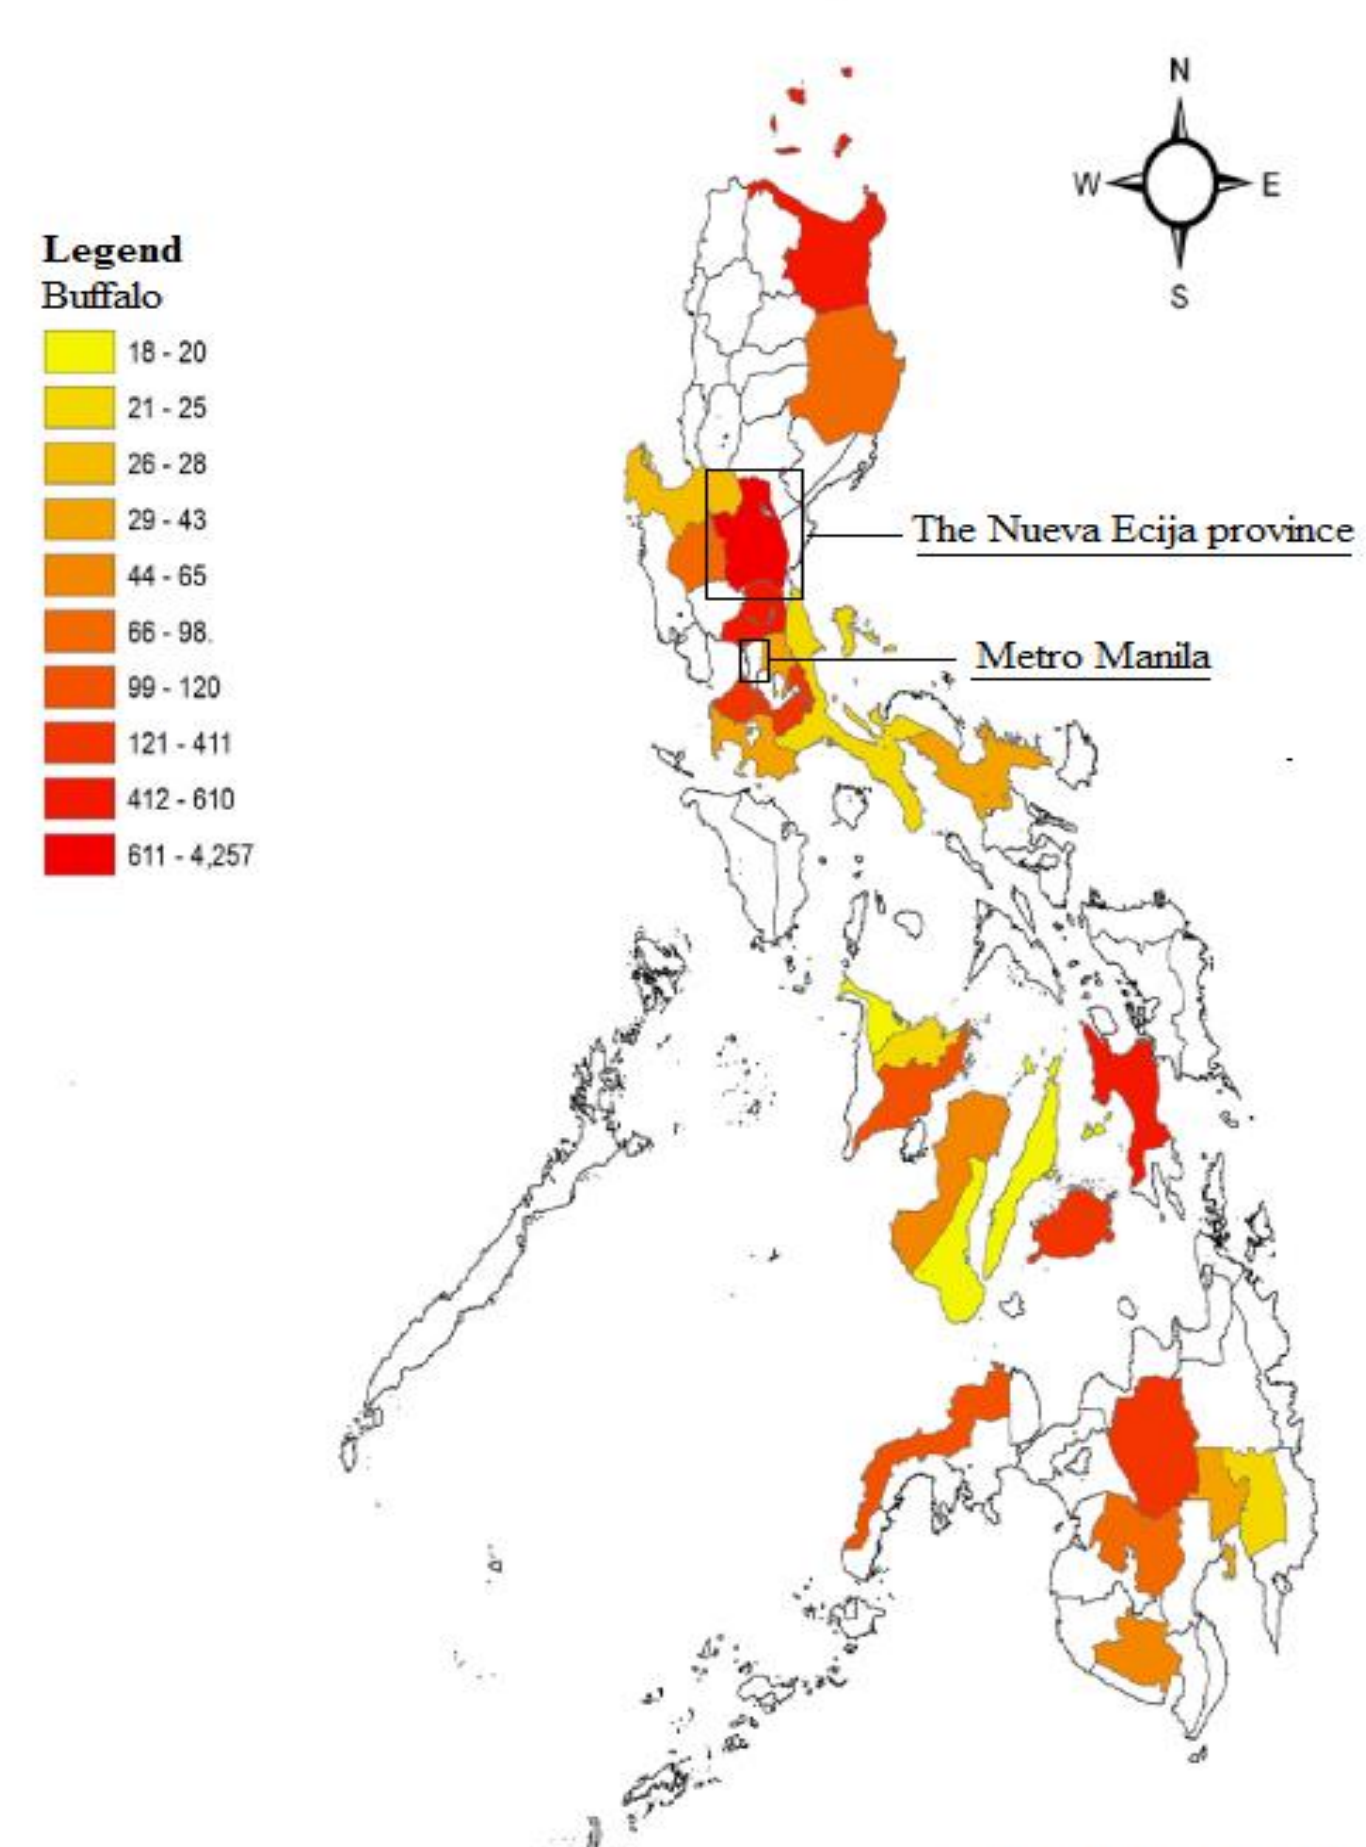 N
W
E
S
Legend
Buffalo
18 - 20
21 - 25
26 - 28
29 - 43
44 - 65
66 - 98.
99 - 120
121 - 411
412 - 610
611 - 4,257
The Nueva Ecija province
Metro Manila